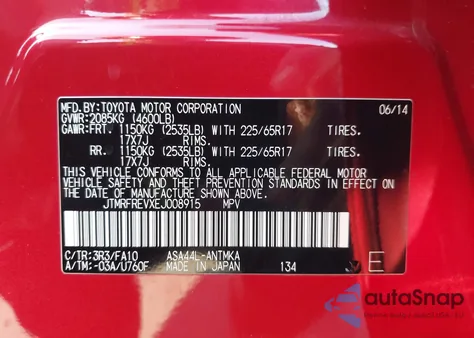 MFD.BY:TOYOTA MOTOR CORPORATION 06/14
GVWR:2085KG (4600LB)
GAWR:FRT. 1150KG (2535LB) WITH 225/65R17 TIRES.
17X7J RIMS.
RR. 1150KG (2535LB) WITH 225/65R17 TIRES.
17X7J RIMS.
THIS VEHICLE CONFORMS TO ALL APPLICABLE FEDERAL MOTOR
VEHICLE SAFETY AND THEFT PREVENTION STANDARDS IN EFFECT ON
THE DATE OF MANUFACTURE SHOWN ABOVE.
JTMRFREVXEJ008915 MPV
C/TR:3R3/FA10 ASA44L-ANTMKA
A/TM:-03A/U760F MADE IN JAPAN 134 E
autoSnap